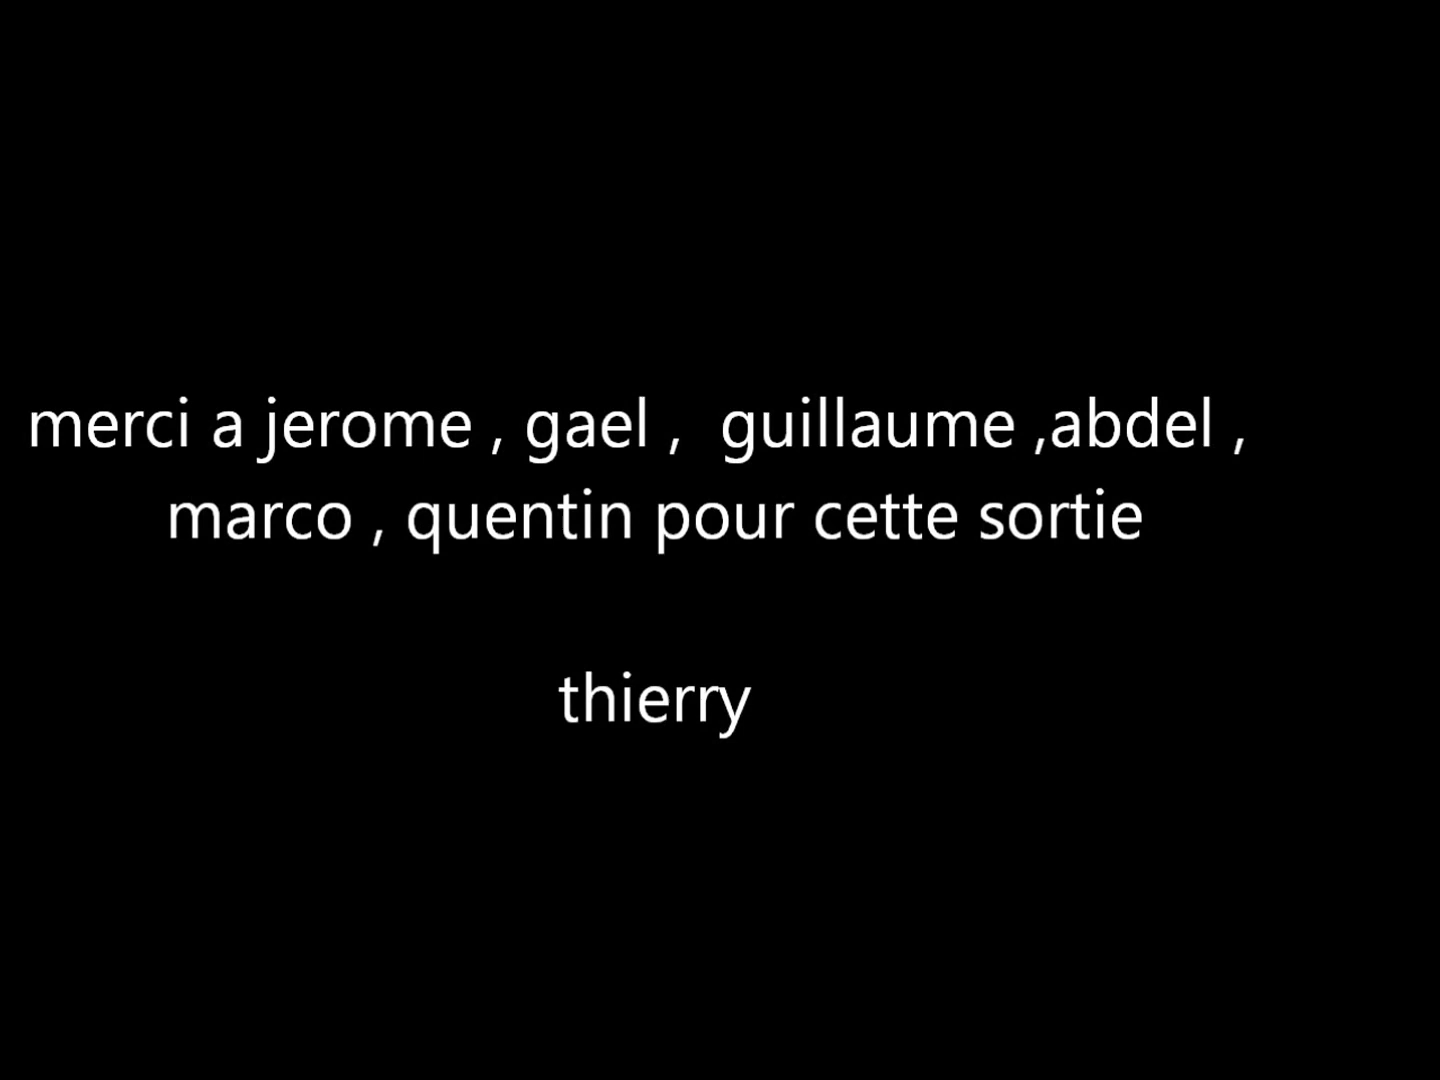 merci a jerome , gael ,  guillaume ,abdel ,
marco , quentin pour cette sortie
thierry